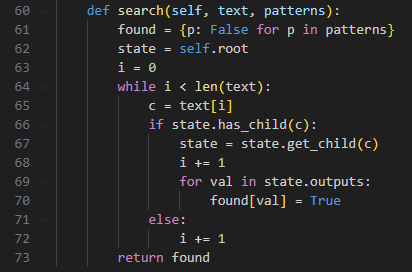 60 def search(self, text, patterns):
61     found = {p: False for p in patterns}
62     state = self.root
63     i = 0
64     while i < len(text):
65         c = text[i]
66         if state.has_child(c):
67             state = state.get_child(c)
68             i += 1
69             for val in state.outputs:
70                 found[val] = True
71         else:
72             i += 1
73     return found